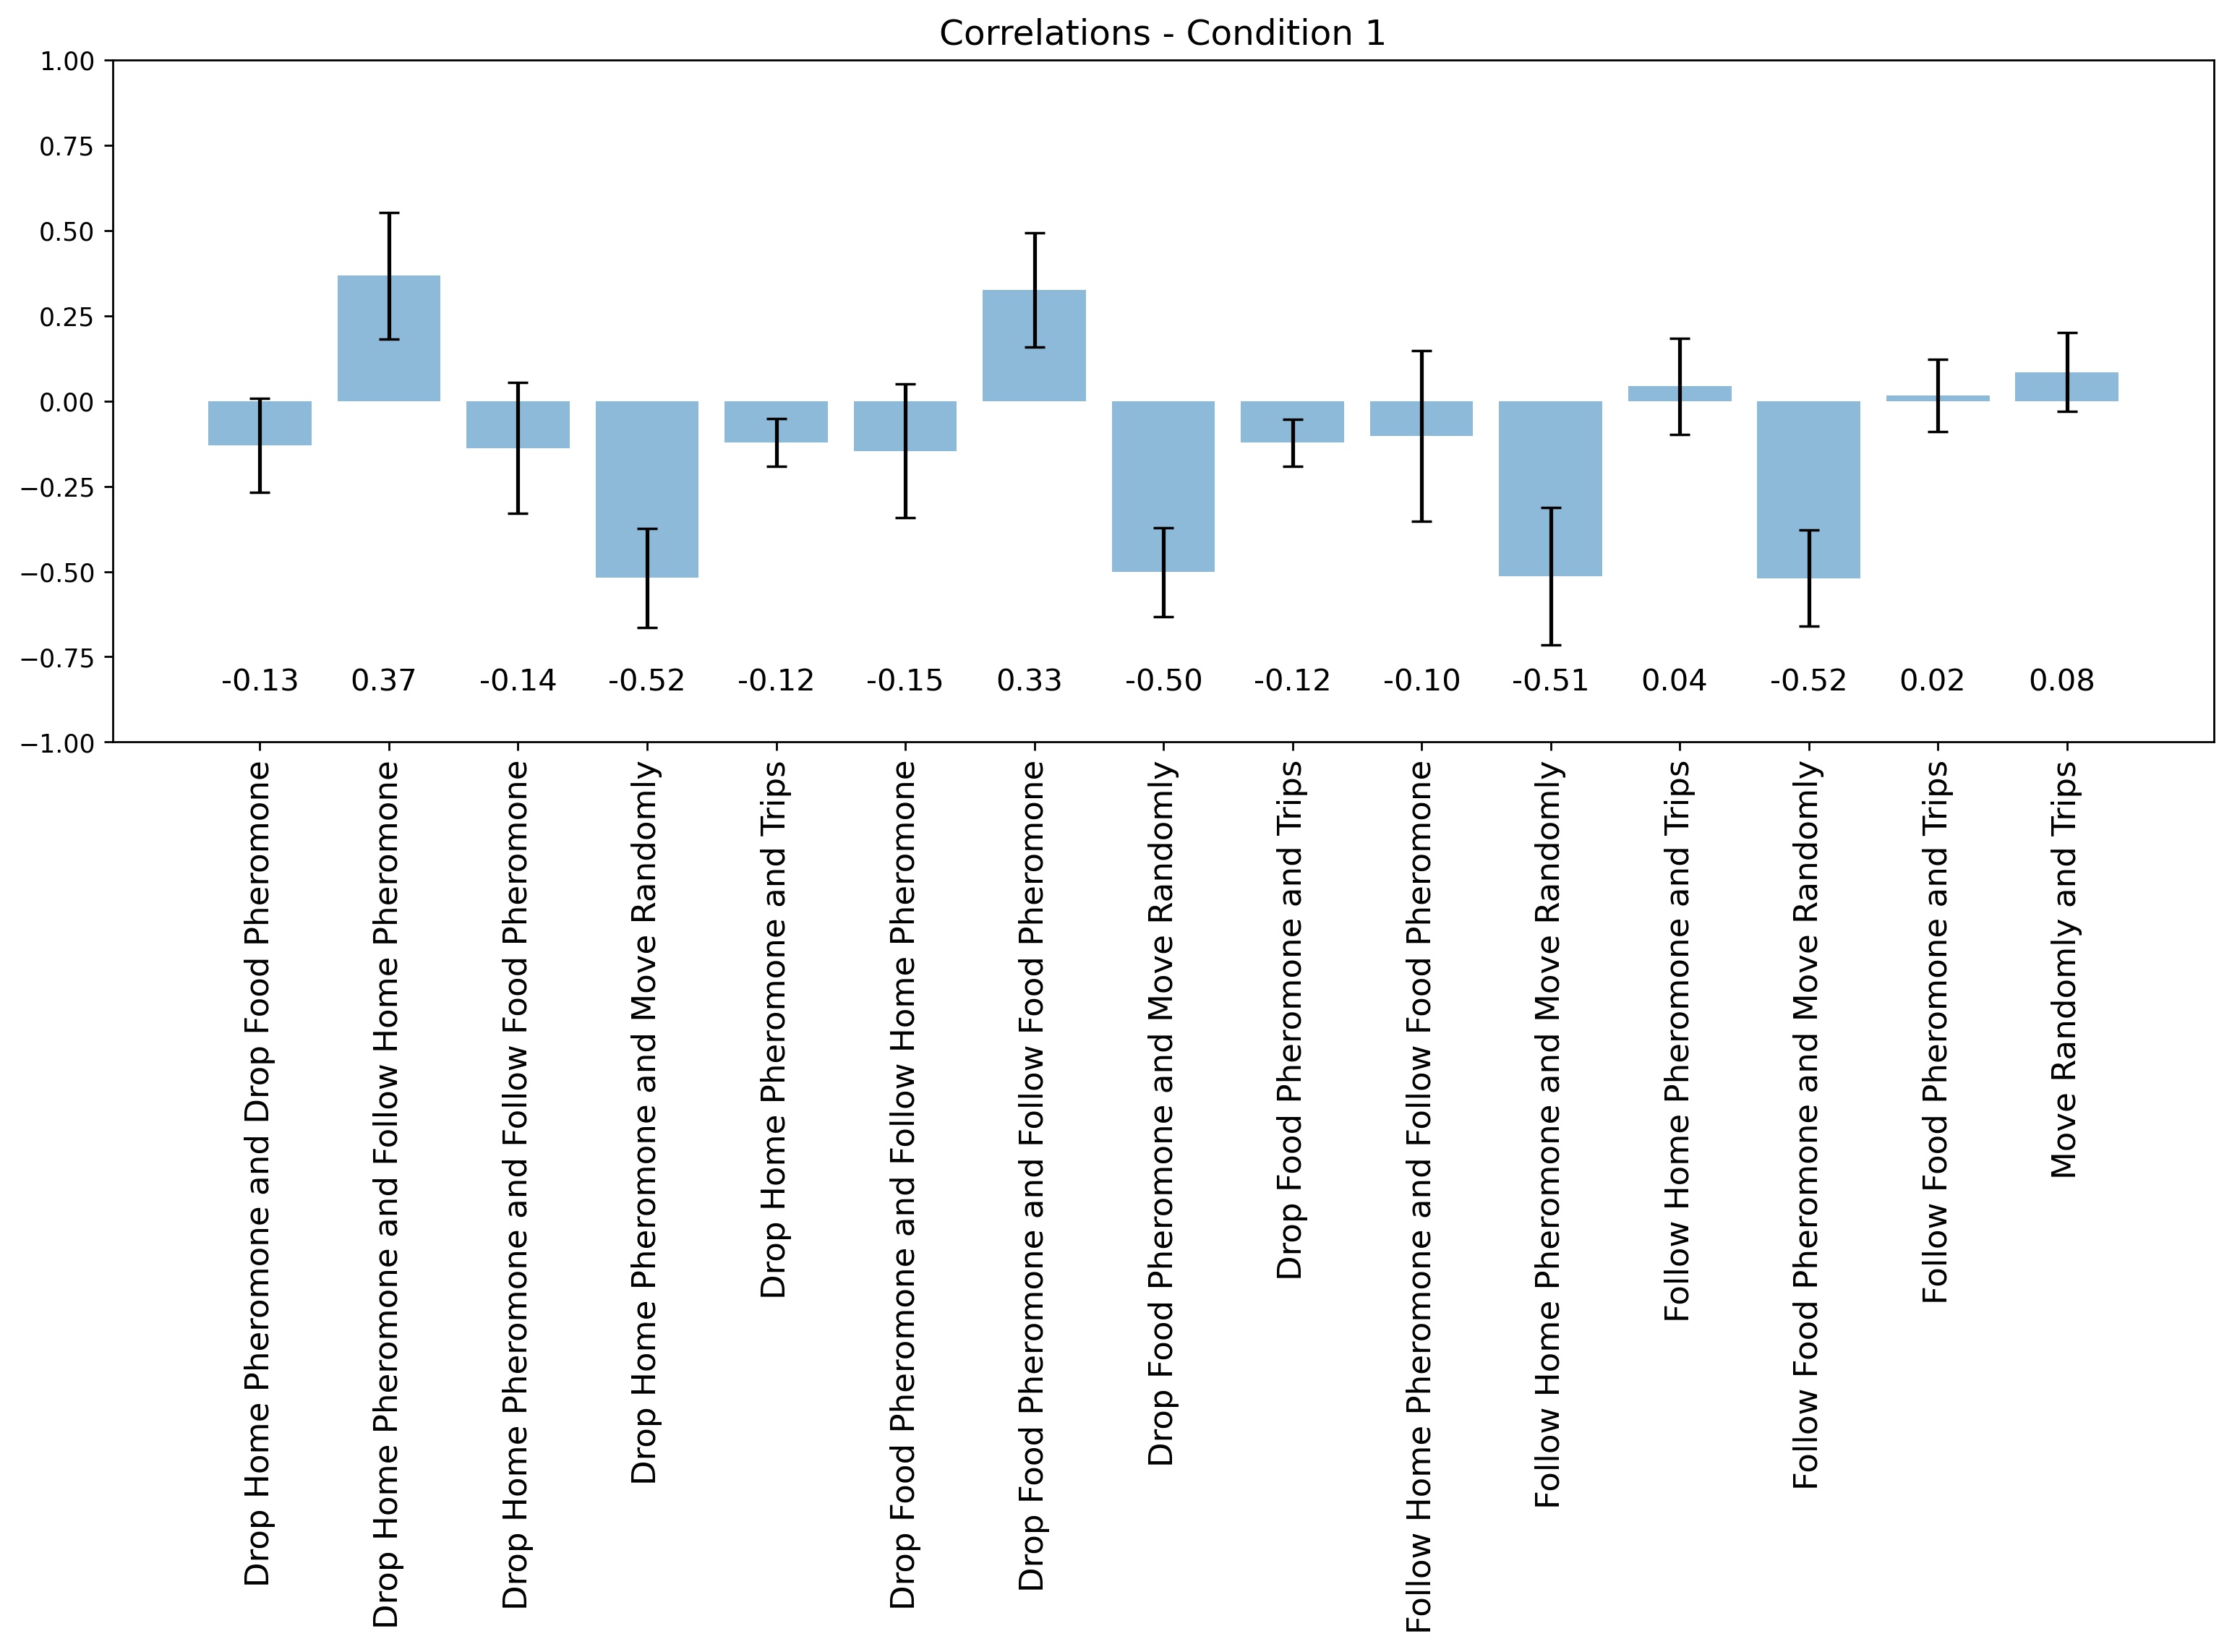 Correlations - Condition 1
1.00
0.75
0.50
0.25
0.00
−0.25
−0.50
−0.75
−1.00
-0.13 0.37 -0.14 -0.52 -0.12 -0.15 0.33 -0.50 -0.12 -0.10 -0.51 0.04 -0.52 0.02 0.08
Drop Home Pheromone and Drop Food Pheromone
Drop Home Pheromone and Follow Home Pheromone
Drop Home Pheromone and Follow Food Pheromone
Drop Home Pheromone and Move Randomly
Drop Home Pheromone and Trips
Drop Food Pheromone and Follow Home Pheromone
Drop Food Pheromone and Follow Food Pheromone
Drop Food Pheromone and Move Randomly
Drop Food Pheromone and Trips
Follow Home Pheromone and Follow Food Pheromone
Follow Home Pheromone and Move Randomly
Follow Home Pheromone and Trips
Follow Food Pheromone and Move Randomly
Follow Food Pheromone and Trips
Move Randomly and Trips